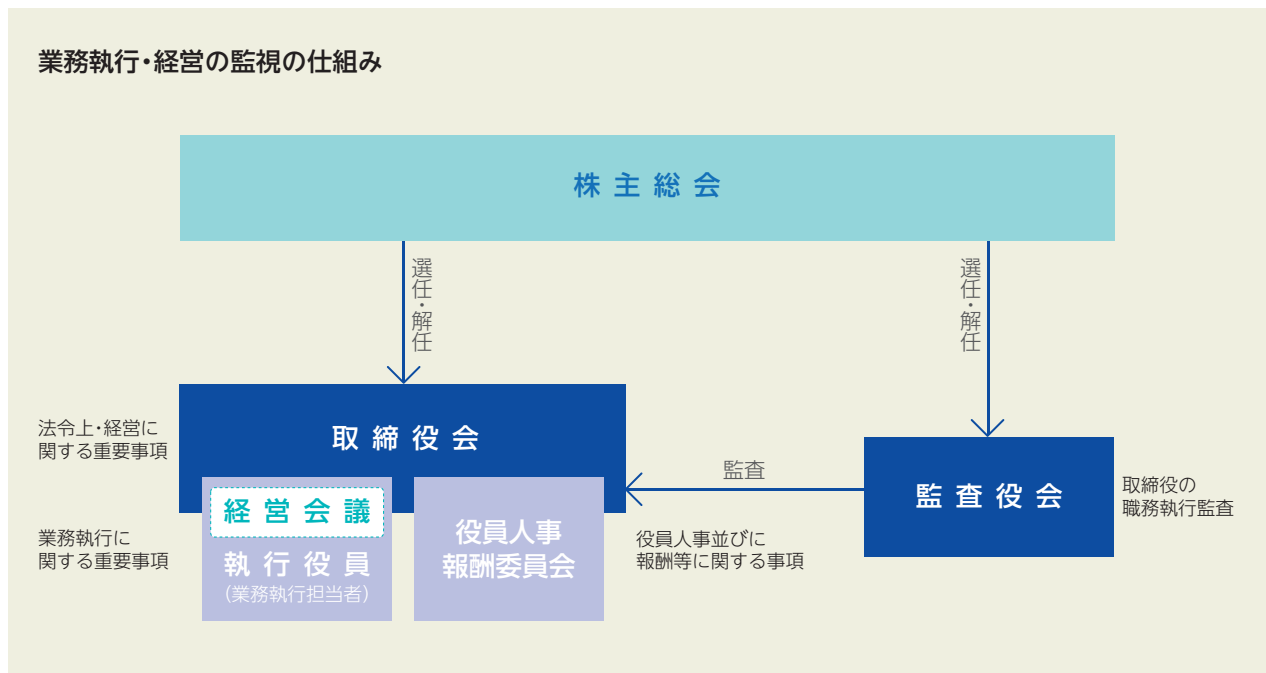 業務執行・経営の監視の仕組み
株主総会
選任・解任
選任・解任
法令上・経営に
関する重要事項
取締役会
監査
監査役会
取締役の
職務執行監査
業務執行に
関する重要事項
経営会議
執行役員
(業務執行担当者)
役員人事
報酬委員会
役員人事並びに
報酬等に関する事項